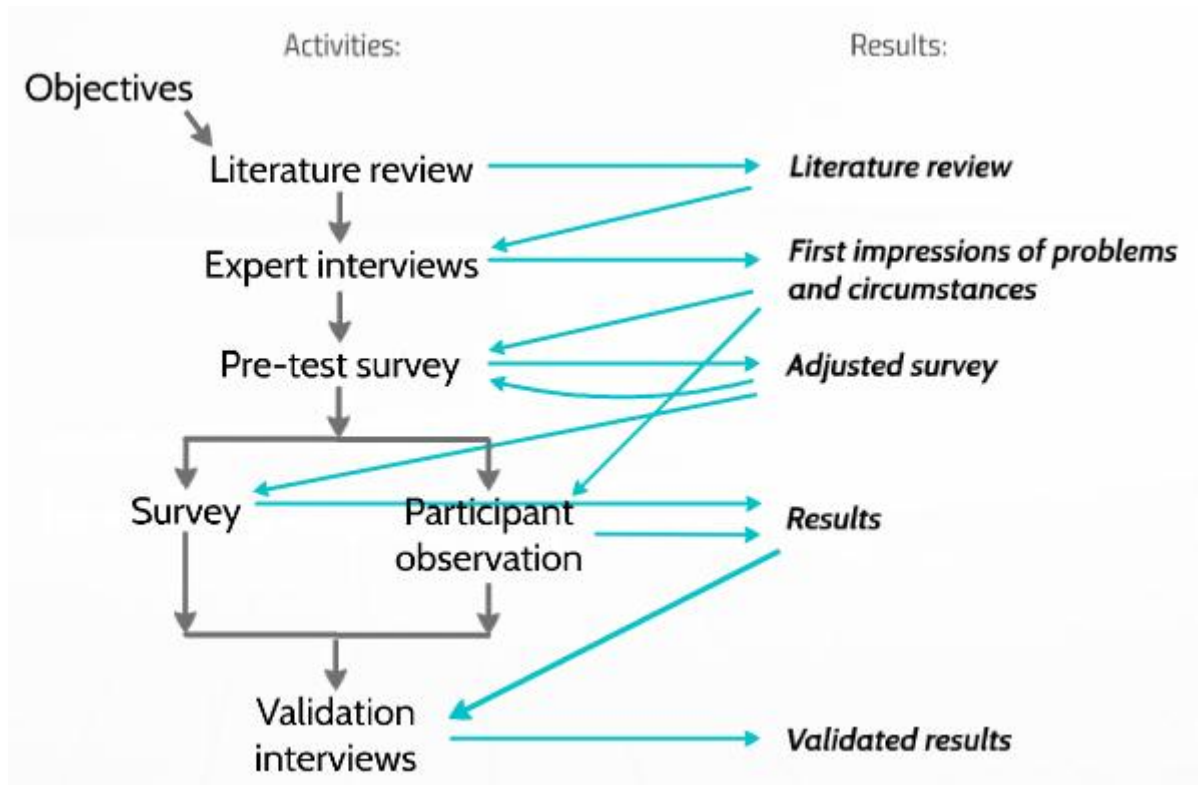 Activities:
Results:
Objectives
Literature review
Literature review
Expert interviews
First impressions of problems
and circumstances
Pre-test survey
Adjusted survey
Survey
Participant
observation
Results
Validation
interviews
Validated results